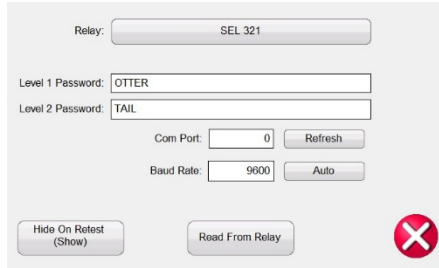 Relay: SEL 321
Level 1 Password: OTTER
Level 2 Password: TAIL
Com Port: 0 Refresh
Baud Rate: 9600 Auto
Hide On Retest
(Show)
Read From Relay